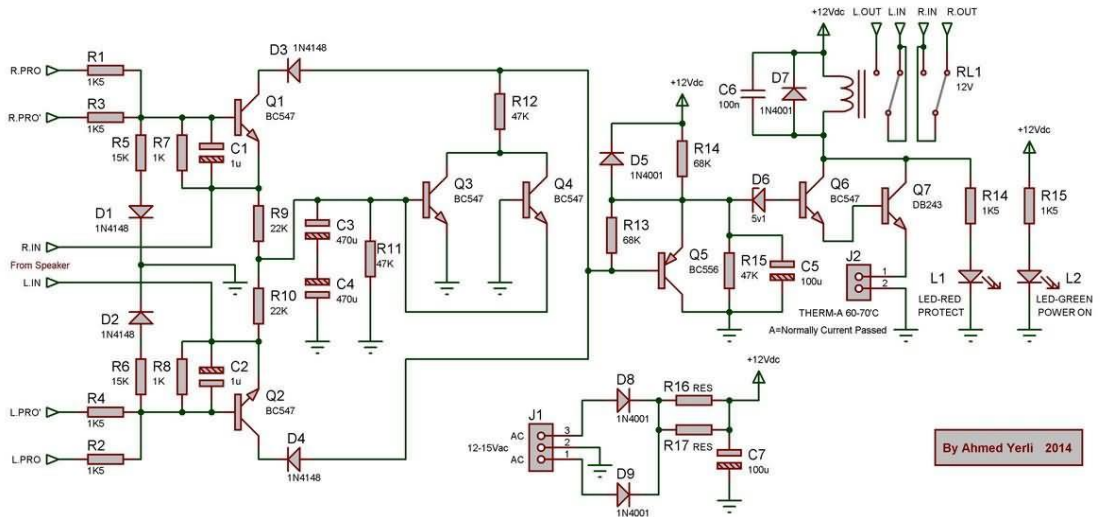 R.PRO
R1
1K5
R.PRO'
R3
1K5
R5
15K
R7
1K
C1
1u
Q1
BC547
D3
1N4148
D1
1N4148
R.IN
From Speaker
L.IN
R9
22K
R10
22K
D2
1N4148
R6
15K
R8
1K
C2
1u
Q2
BC547
L.PRO'
R4
1K5
L.PRO
R2
1K5
D4
1N4148
C3
470u
C4
470u
R11
47K
R12
47K
Q3
BC547
Q4
BC547
+12Vdc
D5
1N4001
R14
68K
R13
68K
D6
5v1
Q5
BC556
R15
47K
C5
100u
+12Vdc
L.OUT
L.IN
R.IN
R.OUT
C6
100n
D7
1N4001
RL1
12V
Q6
BC547
Q7
DB243
J2
1
2
THERM-A 60-70'C
A=Normally Current Passed
R14
1K5
L1
LED-RED
PROTECT
+12Vdc
R15
1K5
L2
LED-GREEN
POWER ON
J1
12-15Vac
AC
3
2
AC
1
D8
1N4001
D9
1N4001
R16 RES
R17 RES
+12Vdc
C7
100u
By Ahmed Yerli 2014